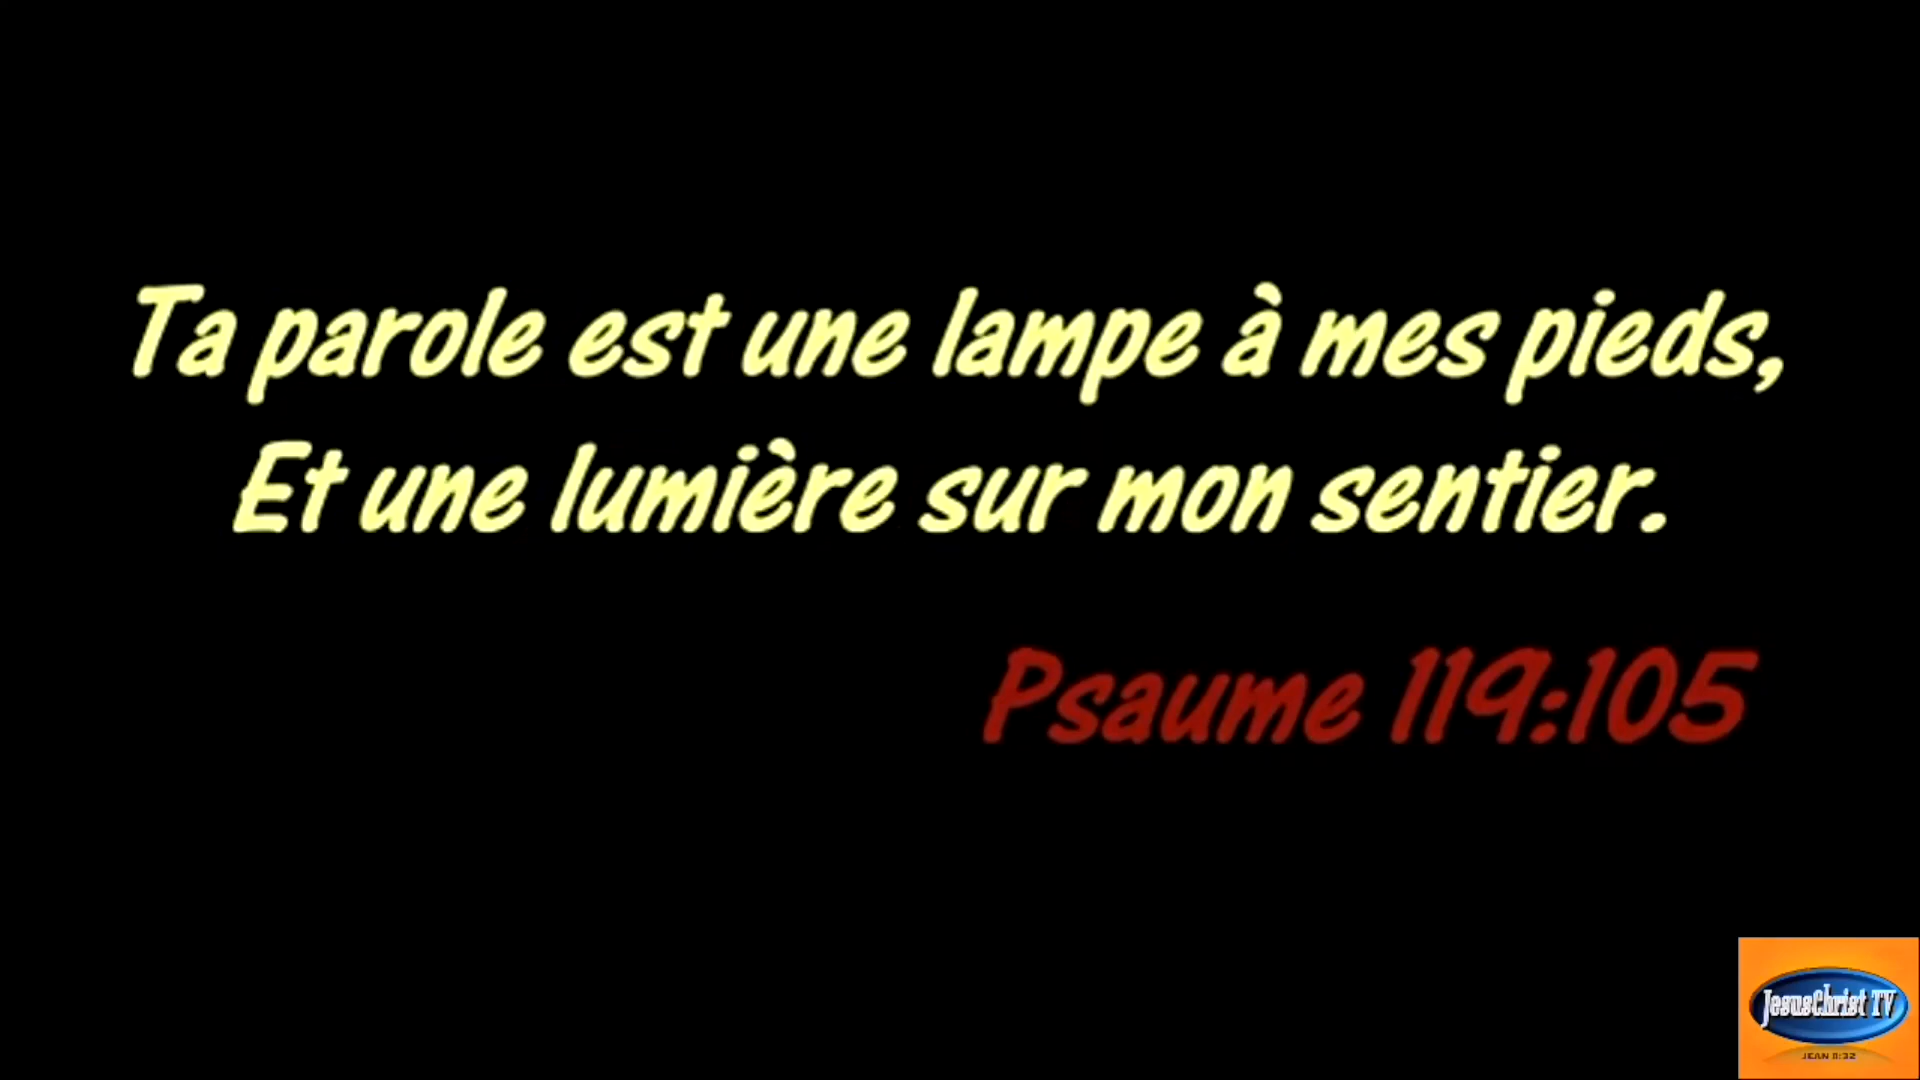 Ta parole est une lampe à mes pieds,
Et une lumière sur mon sentier.
Psaume 119:105
JesusChrist TV
JEAN 8:32